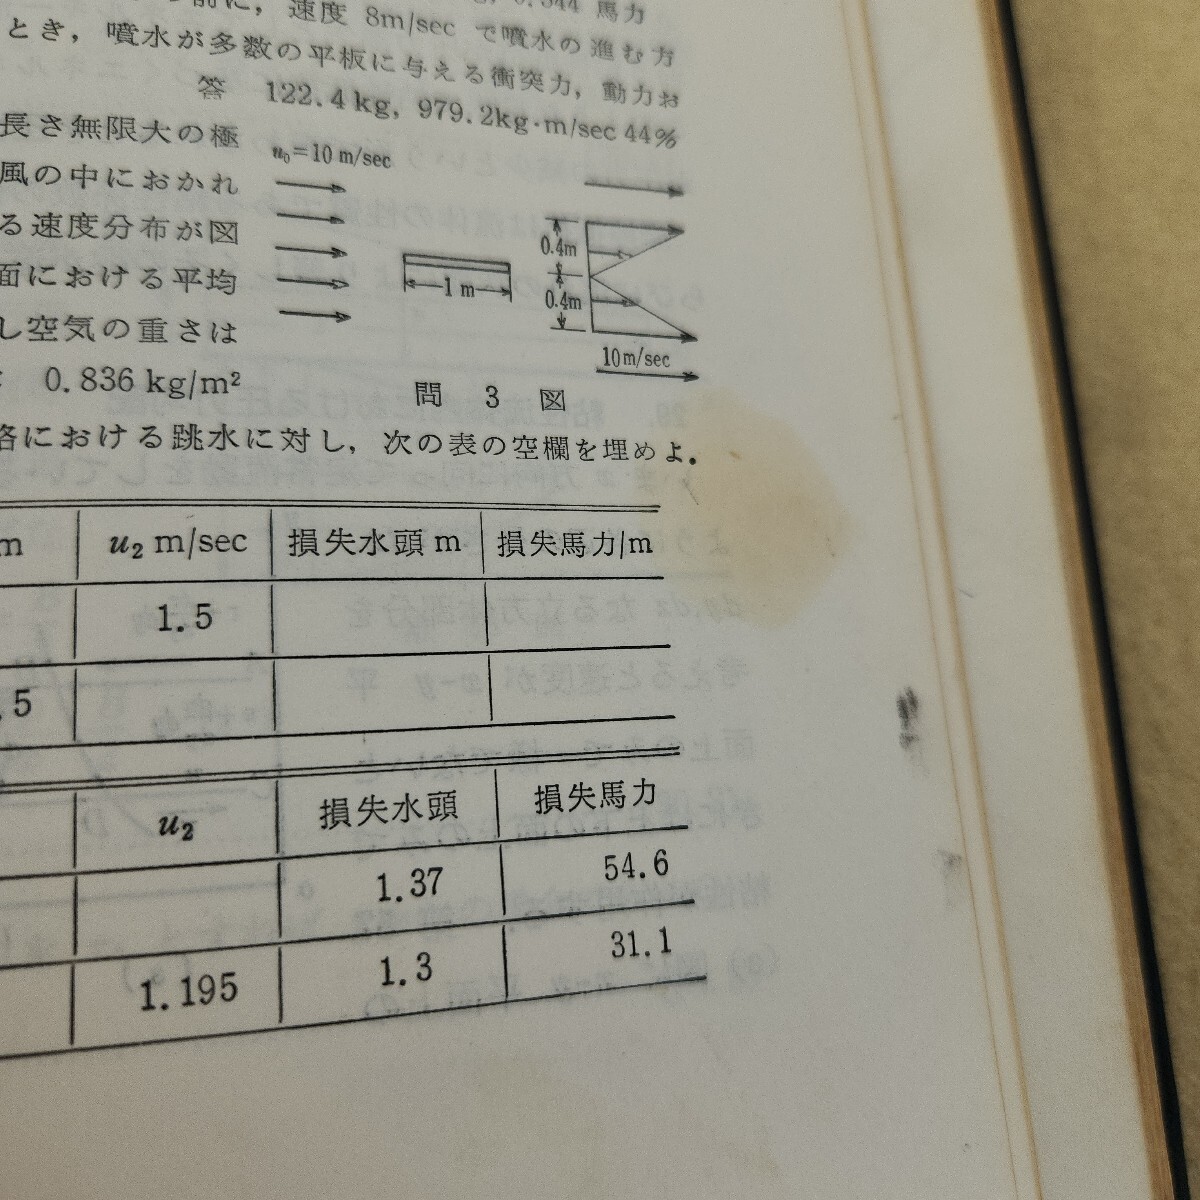 0.544 馬力
の前に，速度 8m/sec で噴水の進む方
とき，噴水が多数の平板に与える衝突力，動力お
答 122.4kg, 979.2kg·m/sec 44%
長さ無限大の極
風の中におかれ
る速度分布が図
面における平均
し空気の重さは
0.836 kg/m²
u₀=10 m/sec
0.4m
0.4m
1 m
10m/sec
問 3 図
における跳水に対し，次の表の空欄を埋めよ．
m u₂ m/sec 損失水頭 m 損失馬力/m
1.5
.5
u₂ 損失水頭 損失馬力
1.37 54.6
1.195 1.3 31.1